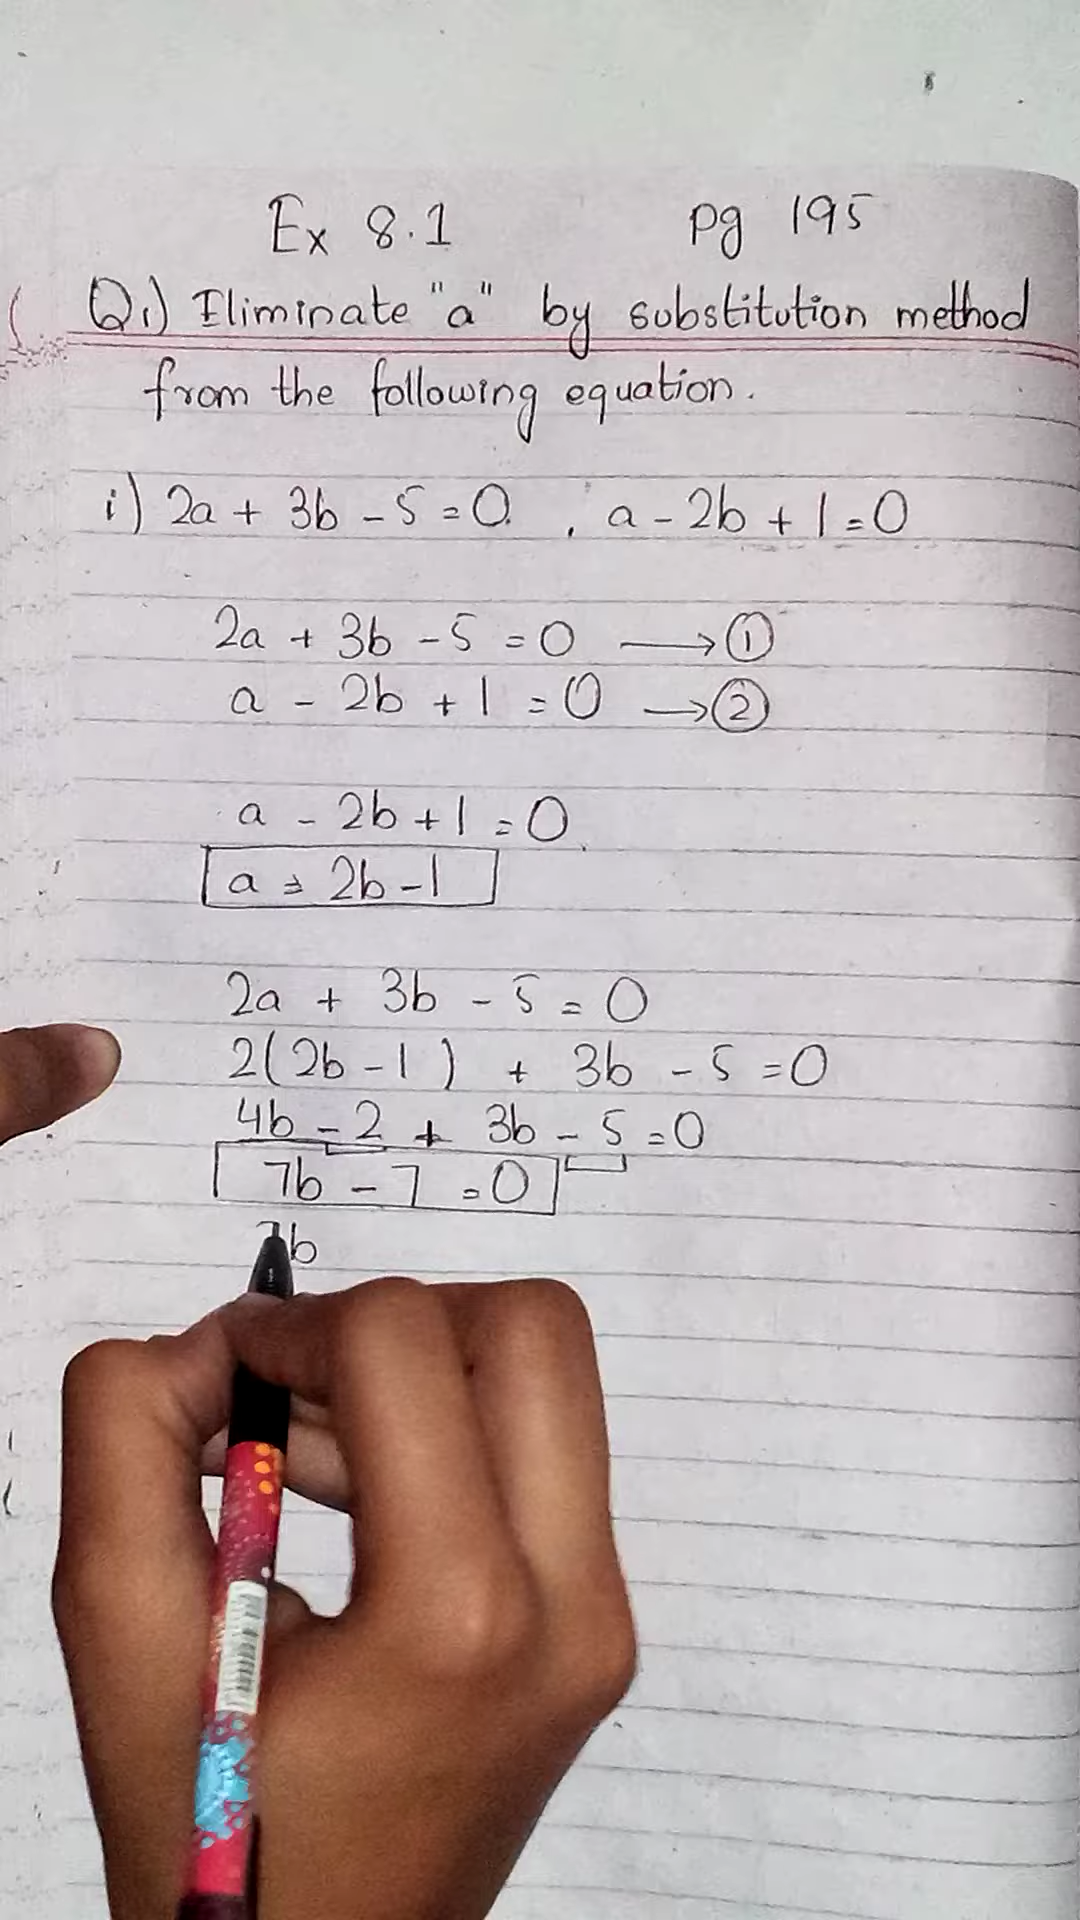 Ex 8.1 pg 195
Q1) Eliminate "a" by substitution method
from the following equation.
i) 2a + 3b - 5 = 0 , a - 2b + 1 = 0
2a + 3b - 5 = 0 → ①
a - 2b + 1 = 0 → ②
a - 2b + 1 = 0
a = 2b - 1
2a + 3b - 5 = 0
2(2b - 1) + 3b - 5 = 0
4b - 2 + 3b - 5 = 0
7b - 7 = 0
7b